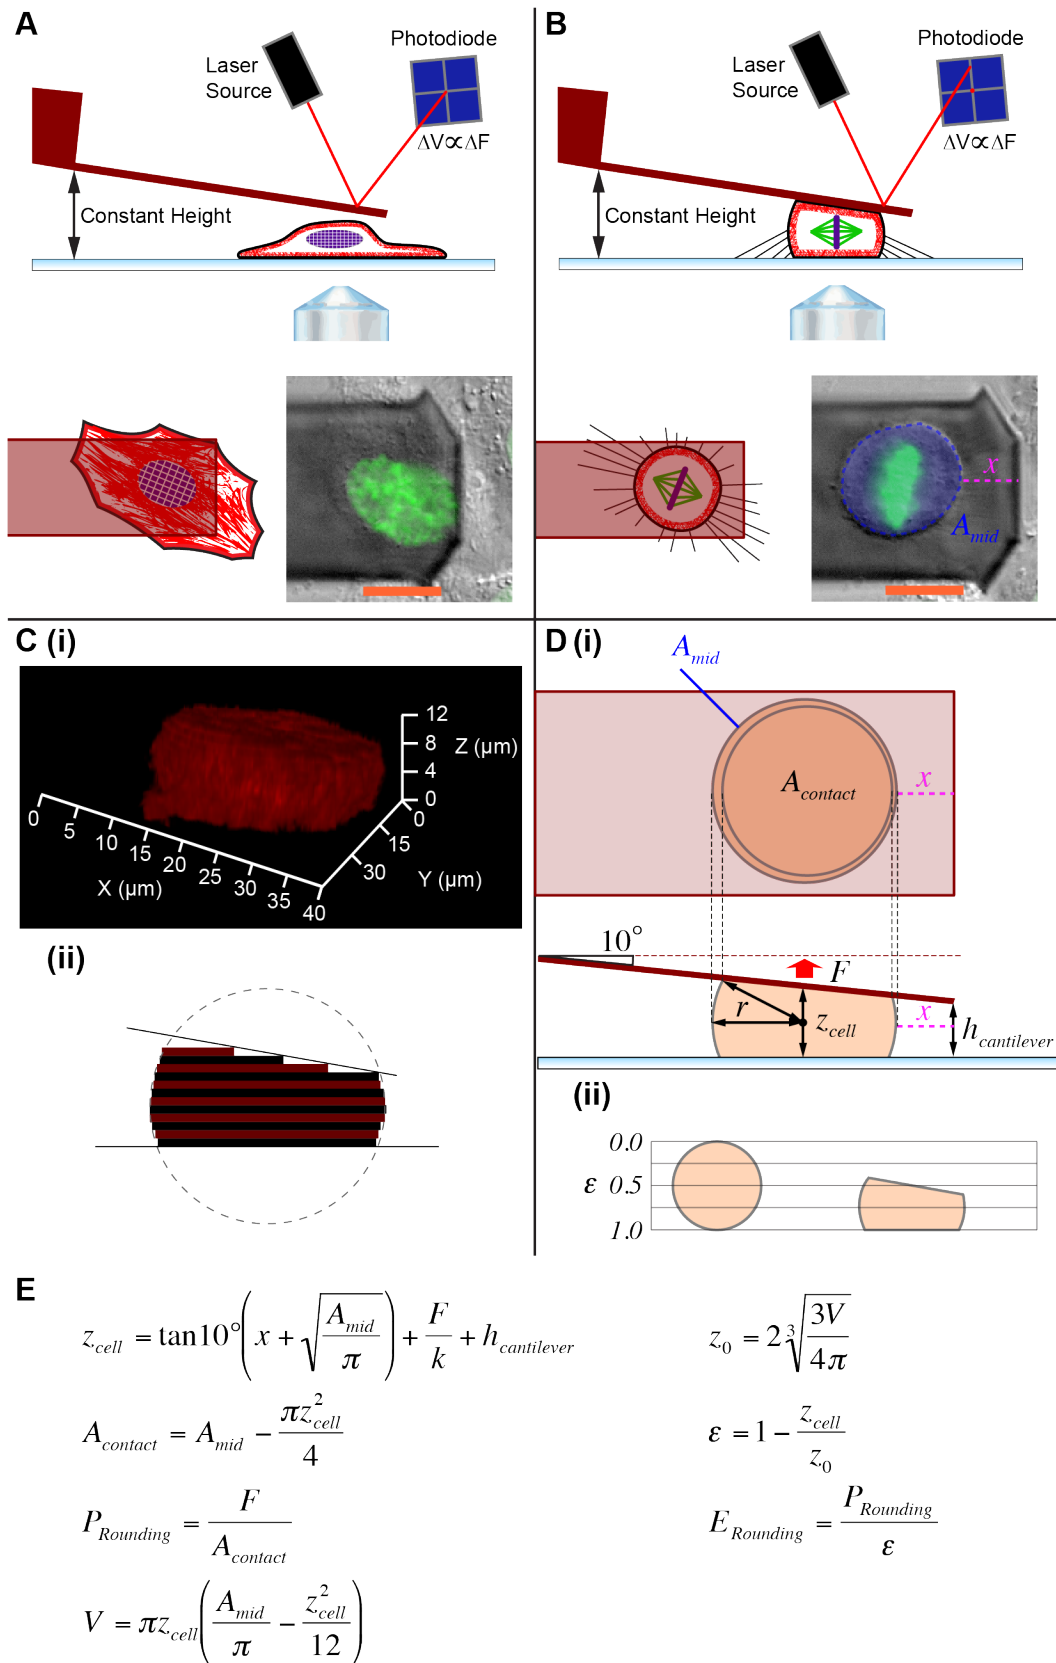 A
Laser
Source
Photodiode
ΔV∝ΔF
Constant Height
B
Laser
Source
Photodiode
ΔV∝ΔF
Constant Height
x
A_mid
C (i)
12
8
4
0
Z (µm)
0
5
10
15
20
25
30
35
40
X (µm)
0
15
30
Y (µm)
(ii)
D (i)
A_mid
A_contact
x
10°
F
r
z_cell
x
h_cantilever
(ii)
0.0
ε 0.5
1.0
E
z_cell = tan10°(x + √(A_mid/π)) + F/k + h_cantilever
A_contact = A_mid − πz²_cell/4
P_Rounding = F/A_contact
V = πz_cell(A_mid/π − z²_cell/12)
z_0 = 2∛(3V/4π)
ε = 1 − z_cell/z_0
E_Rounding = P_Rounding/ε